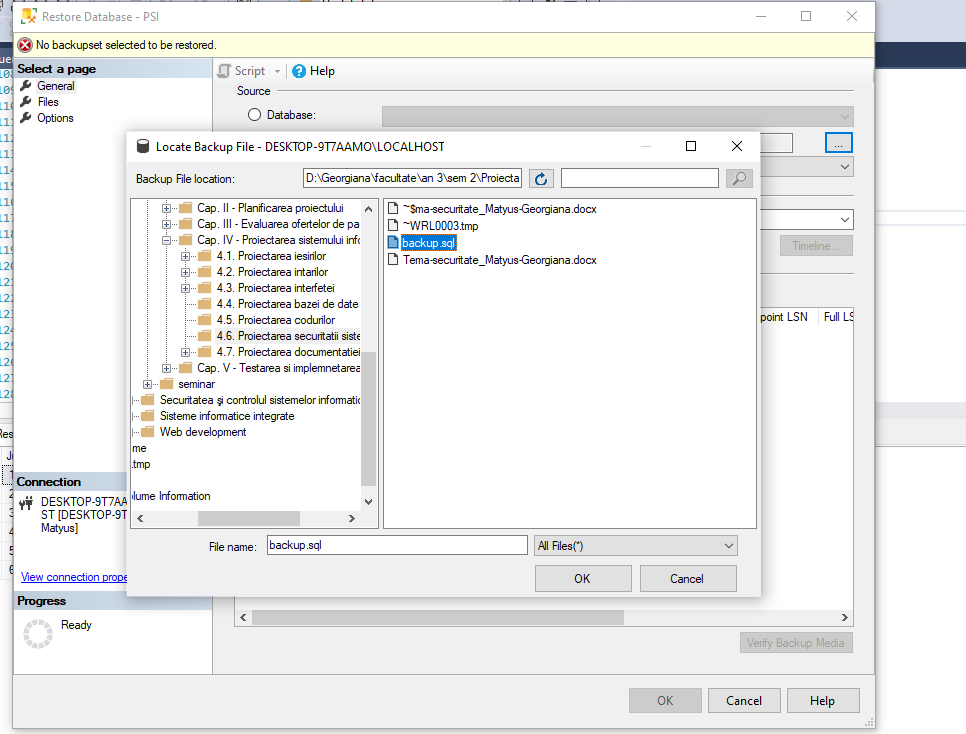 Restore Database - PSI
No backupset selected to be restored.
Select a page
General
Files
Options
Script
Help
Source
Database:
...
Timeline...
point LSN
Full LS
Locate Backup File - DESKTOP-9T7AAMO\LOCALHOST
Backup File location:
D:\Georgiana\facultate\an 3\sem 2\Proiecta
Cap. II - Planificarea proiectului
Cap. III - Evaluarea ofertelor de pa
Cap. IV - Proiectarea sistemului info
4.1. Proiectarea iesirilor
4.2. Proiectarea intarilor
4.3. Proiectarea interfetei
4.4. Proiectarea bazei de date
4.5. Proiectarea codurilor
4.6. Proiectarea securitatii siste
4.7. Proiectarea documentatiei
Cap. V - Testarea si implemnetarea
seminar
Securitatea şi controlul sistemelor informatic
Sisteme informatice integrate
Web development
me
.tmp
lume Information
~$ma-securitate_Matyus-Georgiana.docx
~WRL0003.tmp
backup.sql
Tema-securitate_Matyus-Georgiana.docx
File name:
backup.sql
All Files(*)
OK
Cancel
Connection
DESKTOP-9T7AA
ST [DESKTOP-9T
Matyus]
View connection prope
Progress
Ready
Verify Backup Media
OK
Cancel
Help